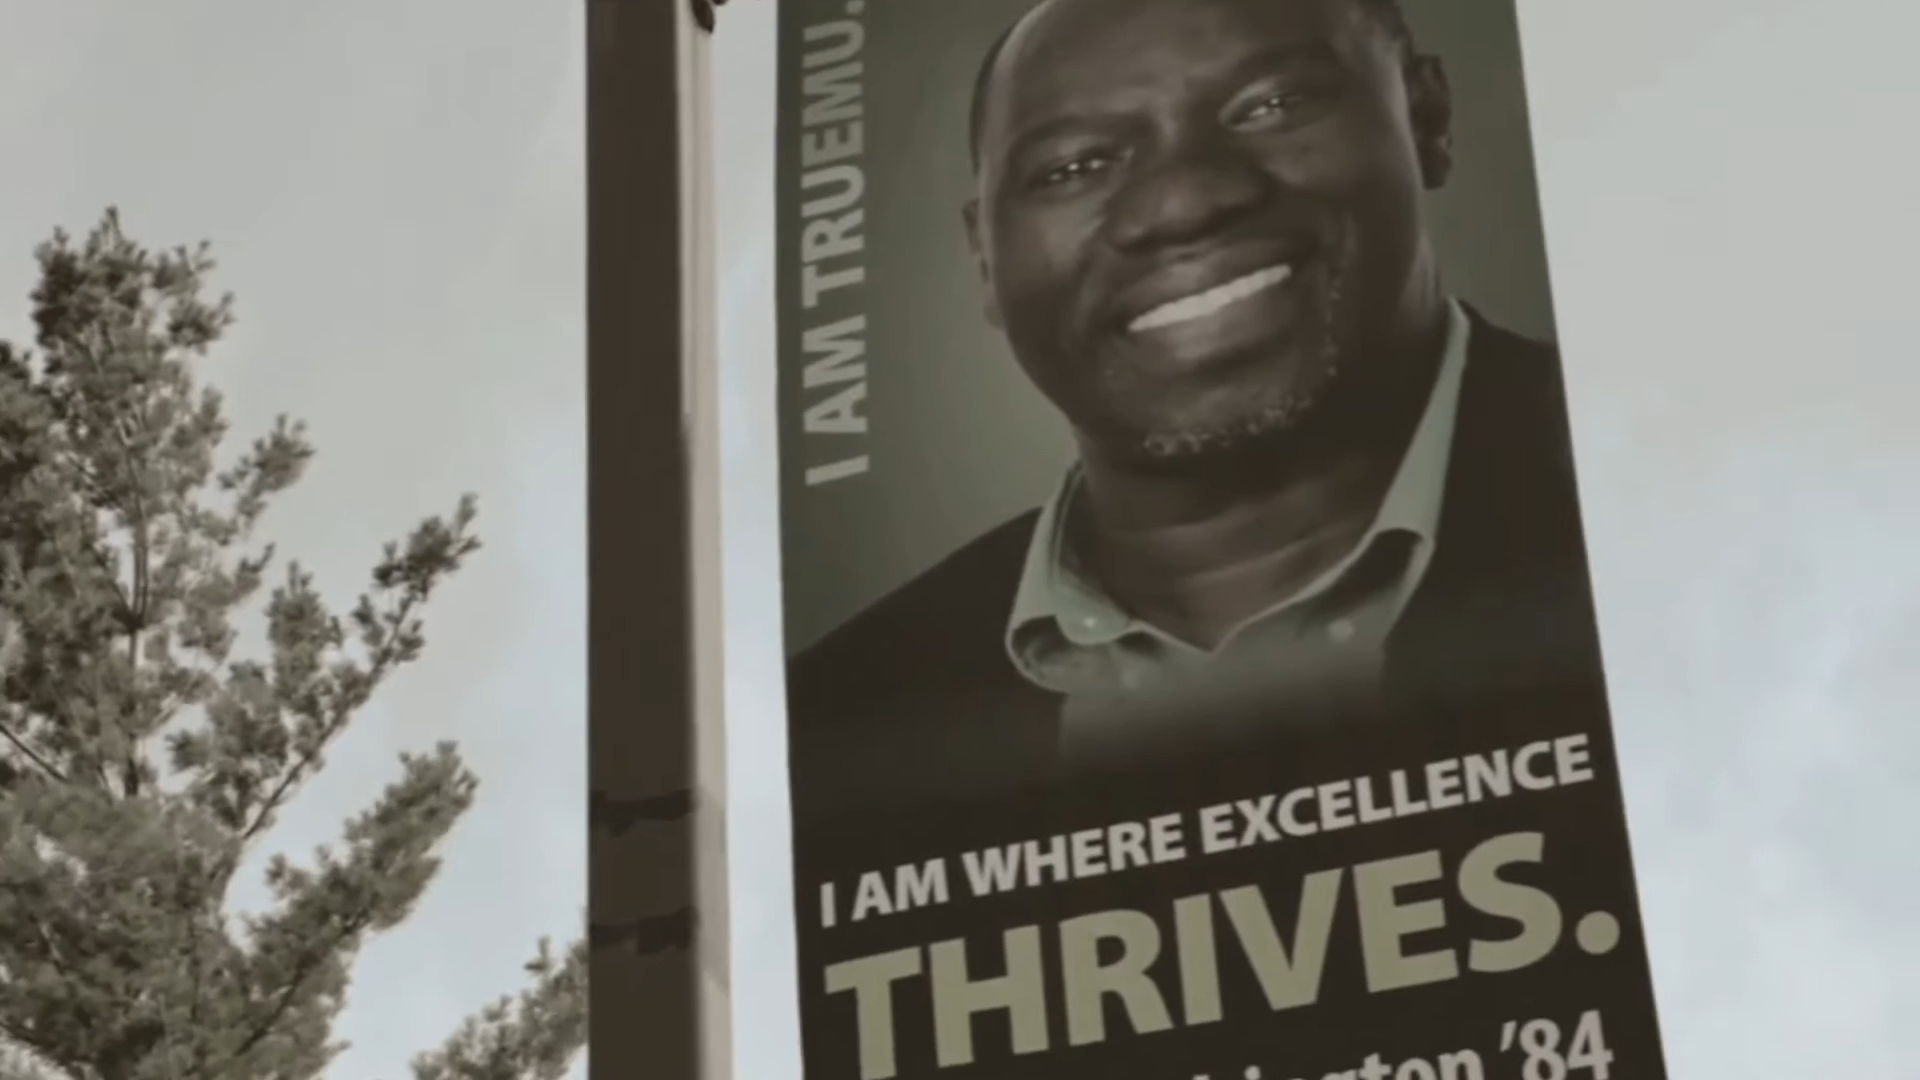 I AM TRUEMU.
I AM WHERE EXCELLENCE
THRIVES.
'84